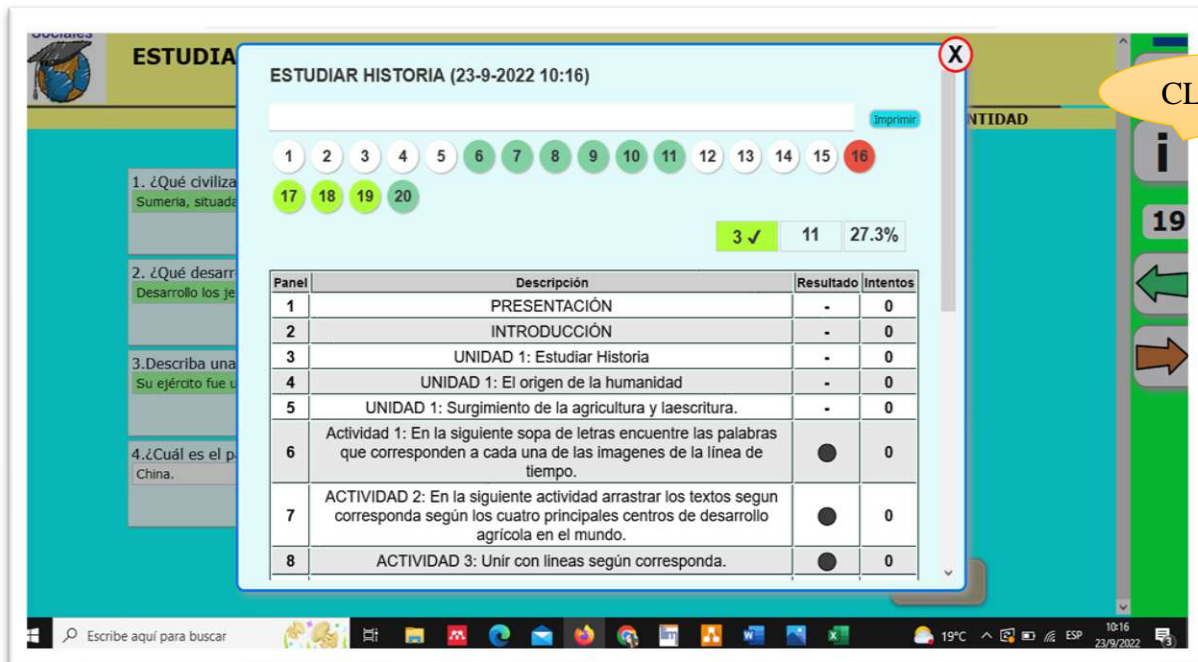 Sociales
ESTUDIA
X
CL
ESTUDIAR HISTORIA (23-9-2022 10:16)
Imprimir
NTIDAD
i
1 2 3 4 5 6 7 8 9 10 11 12 13 14 15 16
17 18 19 20
19
3 ✓ 11 27.3%
1. ¿Qué civiliza
Sumeria, situada
2. ¿Qué desarr
Desarrollo los je
3.Describa una
Su ejército fue u
4.¿Cuál es el p
China.
Panel Descripción Resultado Intentos
1 PRESENTACIÓN - 0
2 INTRODUCCIÓN - 0
3 UNIDAD 1: Estudiar Historia - 0
4 UNIDAD 1: El origen de la humanidad - 0
5 UNIDAD 1: Surgimiento de la agricultura y laescritura. - 0
Actividad 1: En la siguiente sopa de letras encuentre las palabras
6 que corresponden a cada una de las imagenes de la línea de 0
tiempo.
ACTIVIDAD 2: En la siguiente actividad arrastrar los textos segun
7 corresponda según los cuatro principales centros de desarrollo 0
agrícola en el mundo.
8 ACTIVIDAD 3: Unir con lineas según corresponda. 0
Escribe aquí para buscar
lim
19°C
ESP
10:16
23/9/2022
3